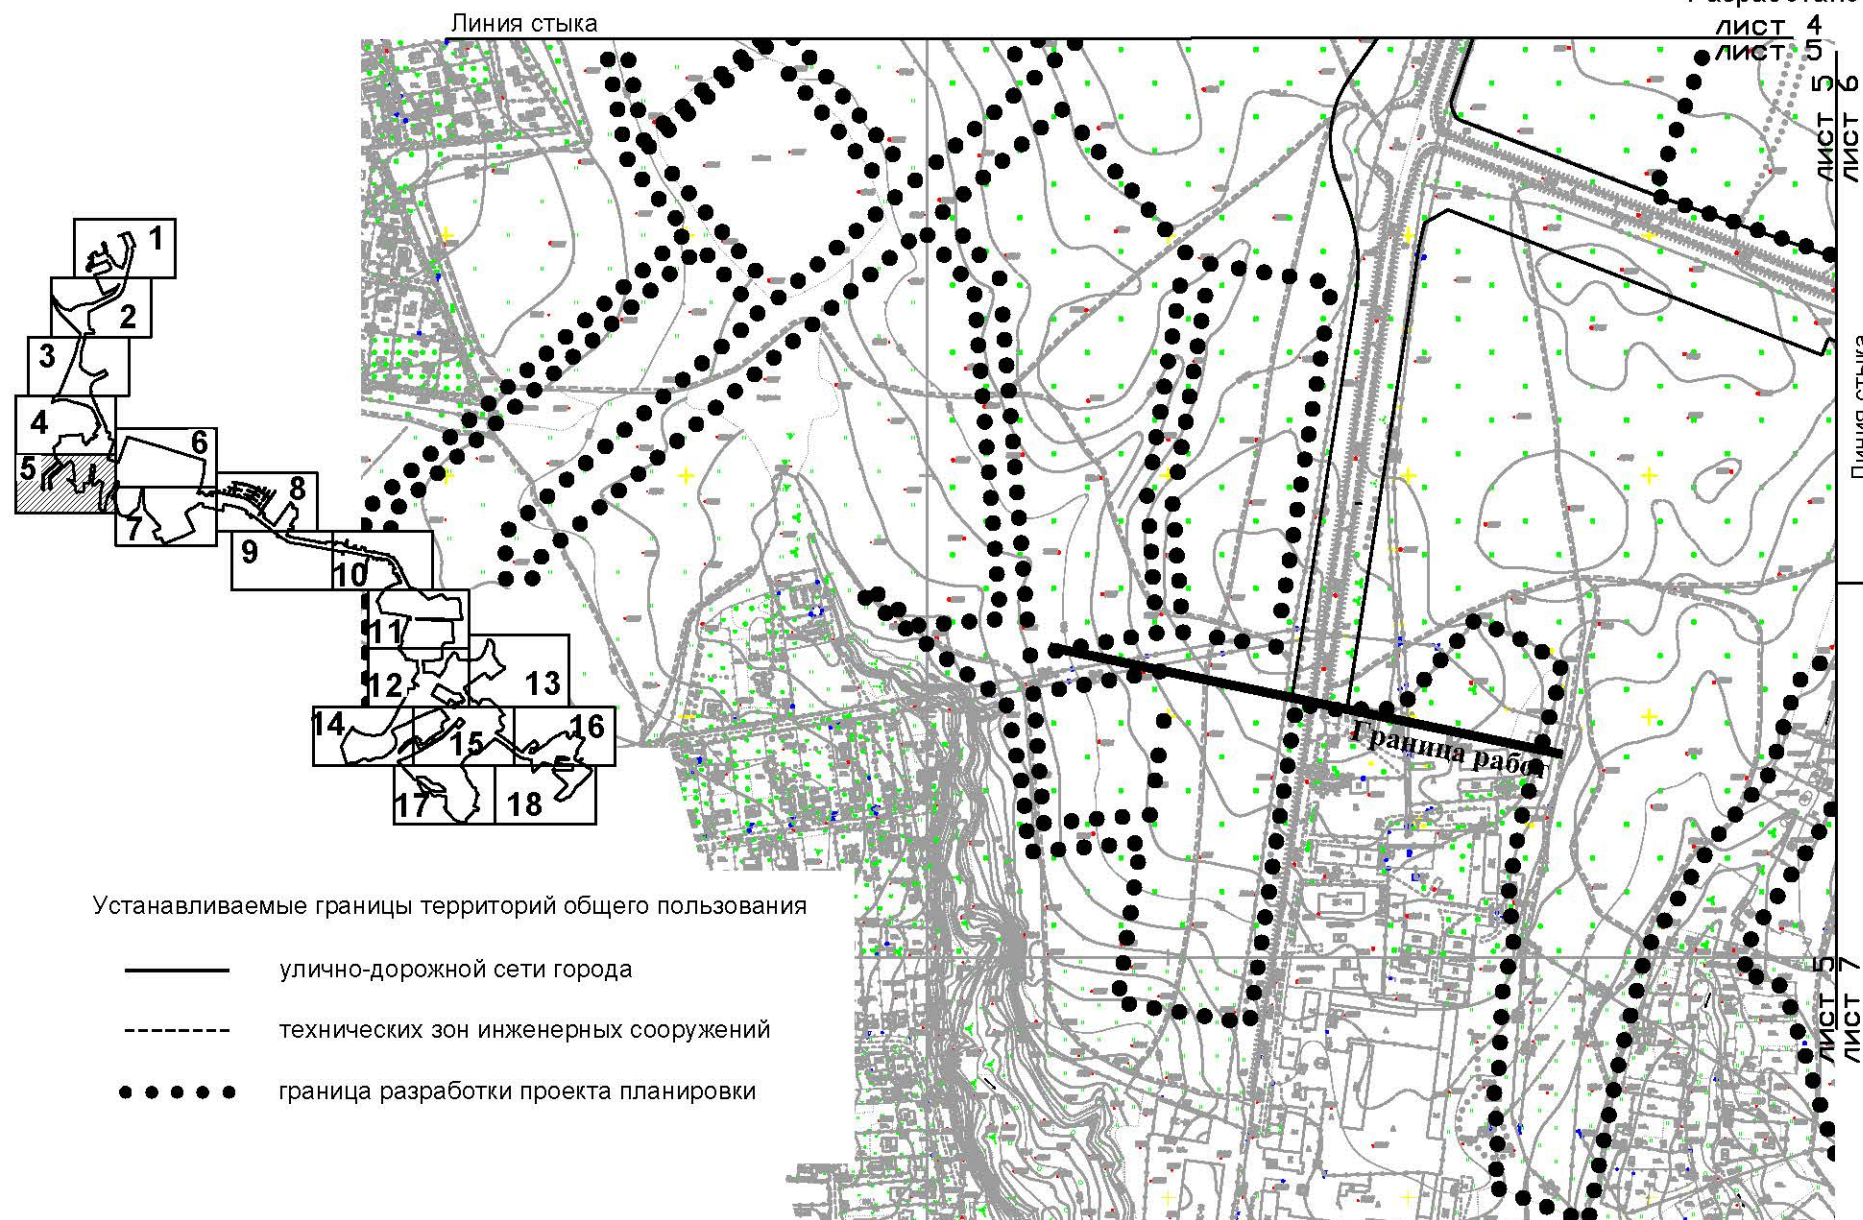 Линия стыка
лист 4
лист 5
лист 5
лист 6
Линия стыка
1
2
3
4
5
6
7
8
9
10
11
12
13
14
15
16
17
18
Граница работ
Устанавливаемые границы территорий общего пользования
улично-дорожной сети города
технических зон инженерных сооружений
граница разработки проекта планировки
лист 5
лист 7